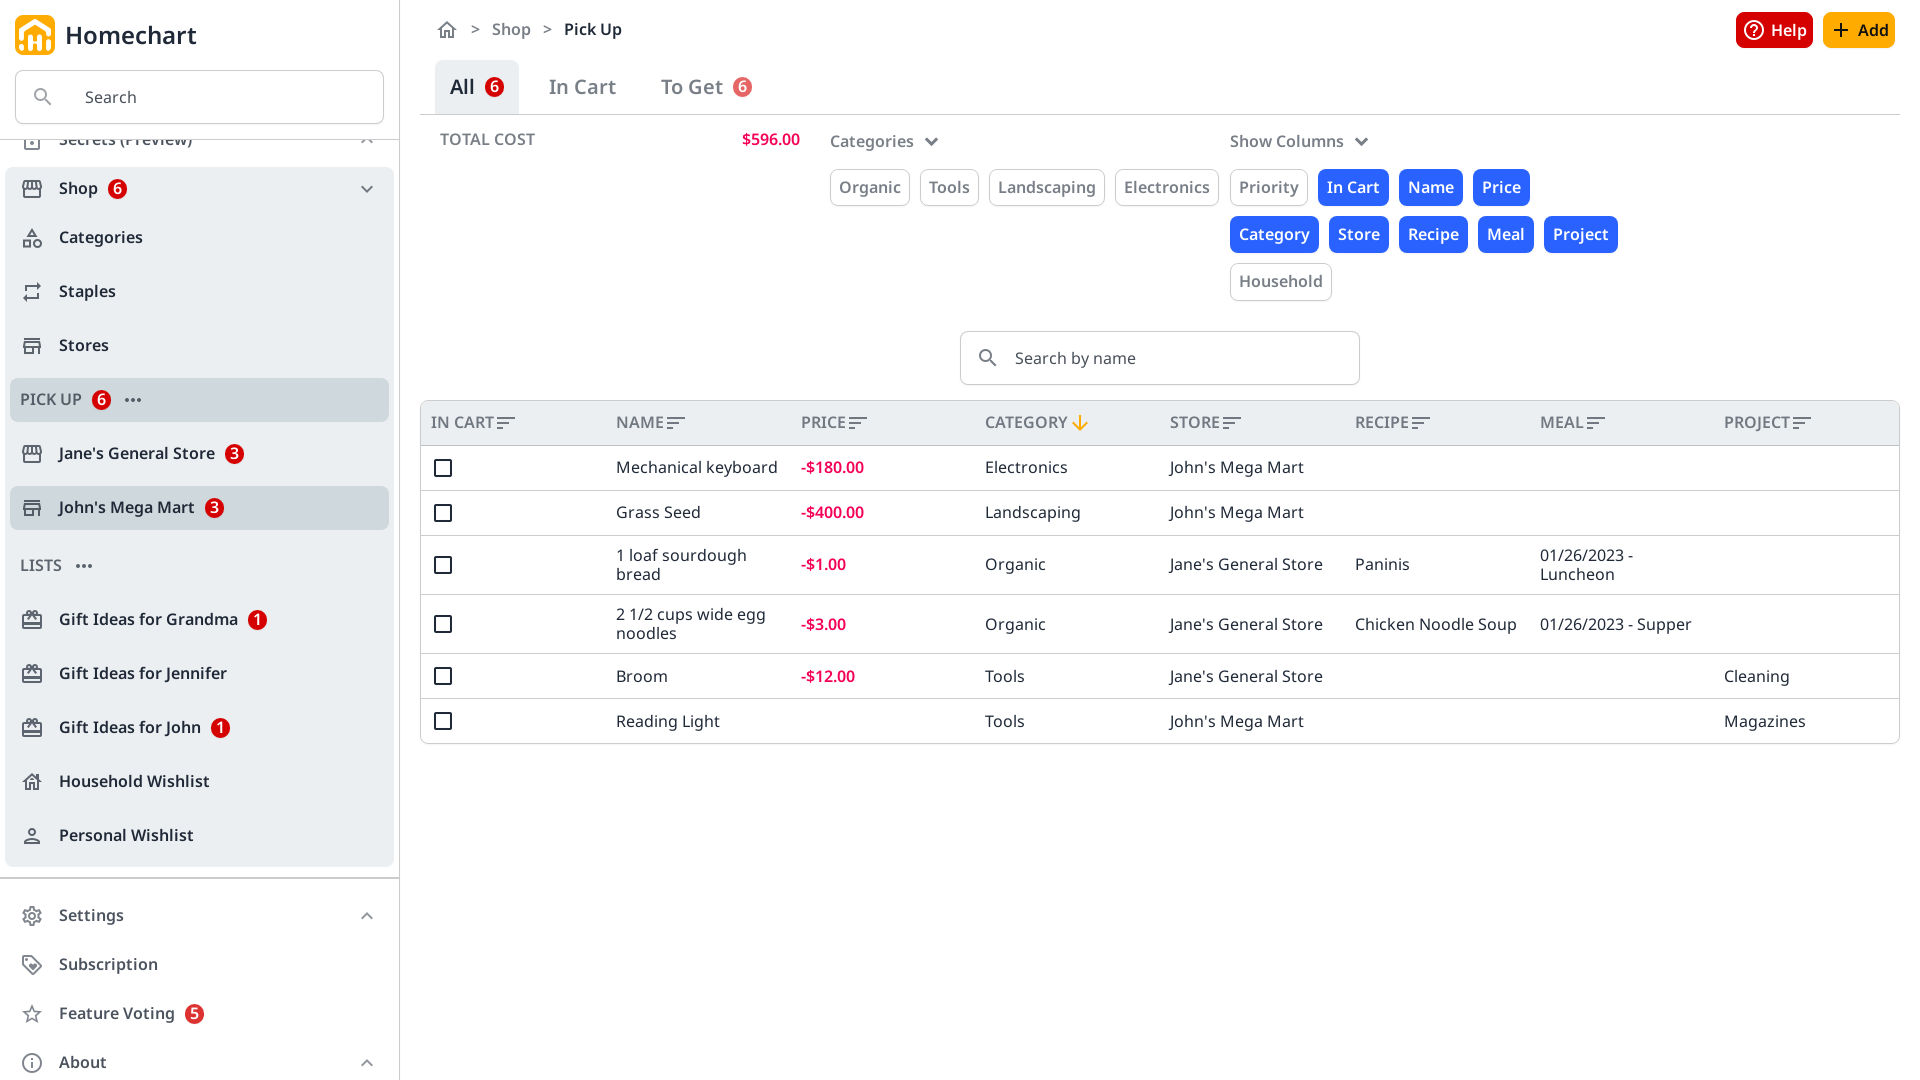 Homechart
Search
Secrets (Preview)
Shop 6
Categories
Staples
Stores
PICK UP 6
Jane's General Store 3
John's Mega Mart 3
LISTS
Gift Ideas for Grandma 1
Gift Ideas for Jennifer
Gift Ideas for John 1
Household Wishlist
Personal Wishlist
Settings
Subscription
Feature Voting 5
About
> Shop > Pick Up
Help Add
All 6 In Cart To Get 6
TOTAL COST $596.00
Categories
Organic Tools Landscaping Electronics
Show Columns
Priority In Cart Name Price
Category Store Recipe Meal Project
Household
Search by name
IN CART NAME PRICE CATEGORY STORE RECIPE MEAL PROJECT
Mechanical keyboard -$180.00 Electronics John's Mega Mart
Grass Seed -$400.00 Landscaping John's Mega Mart
1 loaf sourdough
bread -$1.00 Organic Jane's General Store Paninis 01/26/2023 -
Luncheon
2 1/2 cups wide egg
noodles -$3.00 Organic Jane's General Store Chicken Noodle Soup 01/26/2023 - Supper
Broom -$12.00 Tools Jane's General Store Cleaning
Reading Light Tools John's Mega Mart Magazines